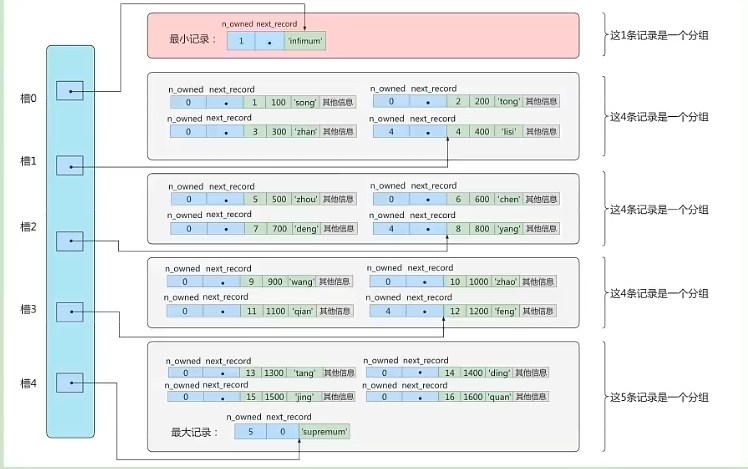 n_owned next_record
最小记录： 1 'infimum'
这1条记录是一个分组
槽0
n_owned next_record n_owned next_record
0 1 100 'song' 其他信息 0 2 200 'tong' 其他信息
n_owned next_record n_owned next_record
0 3 300 'zhan' 其他信息 4 4 400 'lisi' 其他信息
这4条记录是一个分组
槽1
n_owned next_record n_owned next_record
0 5 500 'zhou' 其他信息 0 6 600 'chen' 其他信息
n_owned next_record n_owned next_record
0 7 700 'deng' 其他信息 4 8 800 'yang' 其他信息
这4条记录是一个分组
槽2
n_owned next_record n_owned next_record
0 9 900 'wang' 其他信息 0 10 1000 'zhao' 其他信息
n_owned next_record n_owned next_record
0 11 1100 'qian' 其他信息 4 12 1200 'feng' 其他信息
这4条记录是一个分组
槽3
n_owned next_record n_owned next_record
0 13 1300 'tang' 其他信息 0 14 1400 'ding' 其他信息
n_owned next_record n_owned next_record
0 15 1500 'jing' 其他信息 0 16 1600 'quan' 其他信息
n_owned next_record
最大记录： 5 0 'supremum'
这5条记录是一个分组
槽4